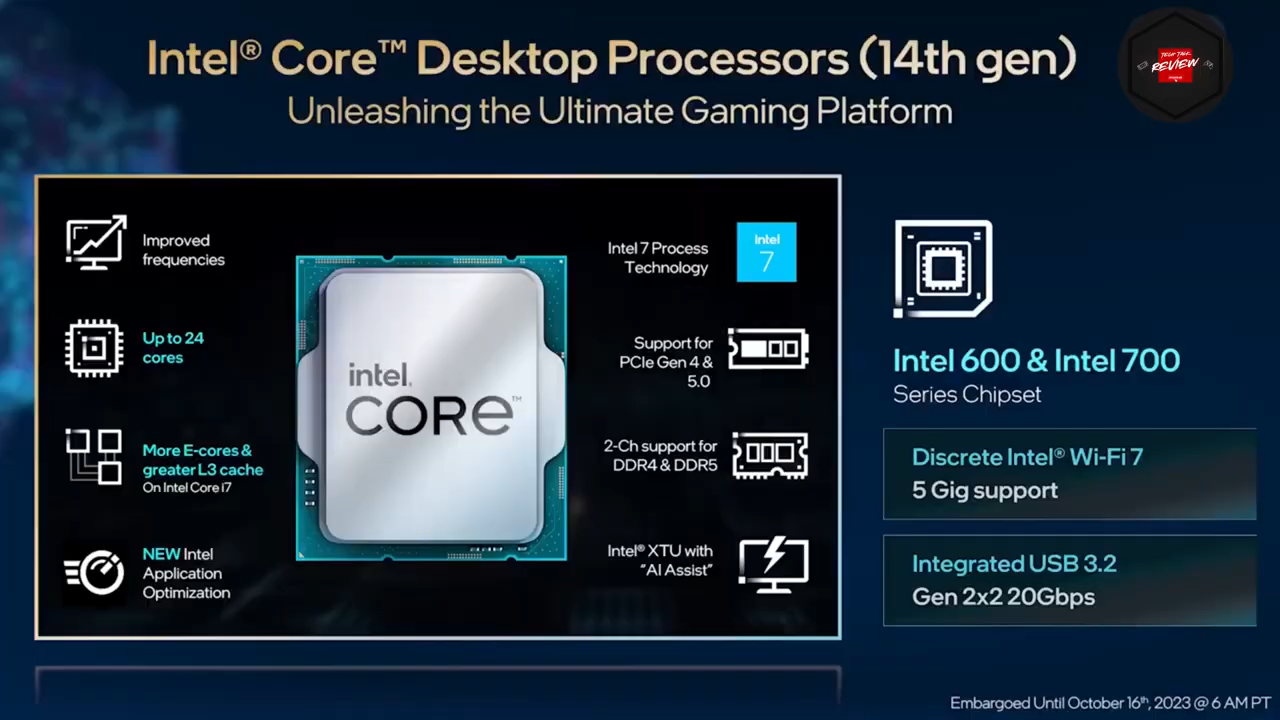 Intel® Core™ Desktop Processors (14th gen)
Unleashing the Ultimate Gaming Platform
TECH TALK
REVIEW
Improved
frequencies
Up to 24
cores
More E-cores &
greater L3 cache
On Intel Core i7
NEW Intel
Application
Optimization
intel.
CORE™
Intel 7 Process
Technology
Intel
7
Support for
PCIe Gen 4 &
5.0
2-Ch support for
DDR4 & DDR5
Intel® XTU with
“AI Assist”
Intel 600 & Intel 700
Series Chipset
Discrete Intel® Wi-Fi 7
5 Gig support
Integrated USB 3.2
Gen 2x2 20Gbps
Embargoed Until October 16th, 2023 @ 6 AM PT